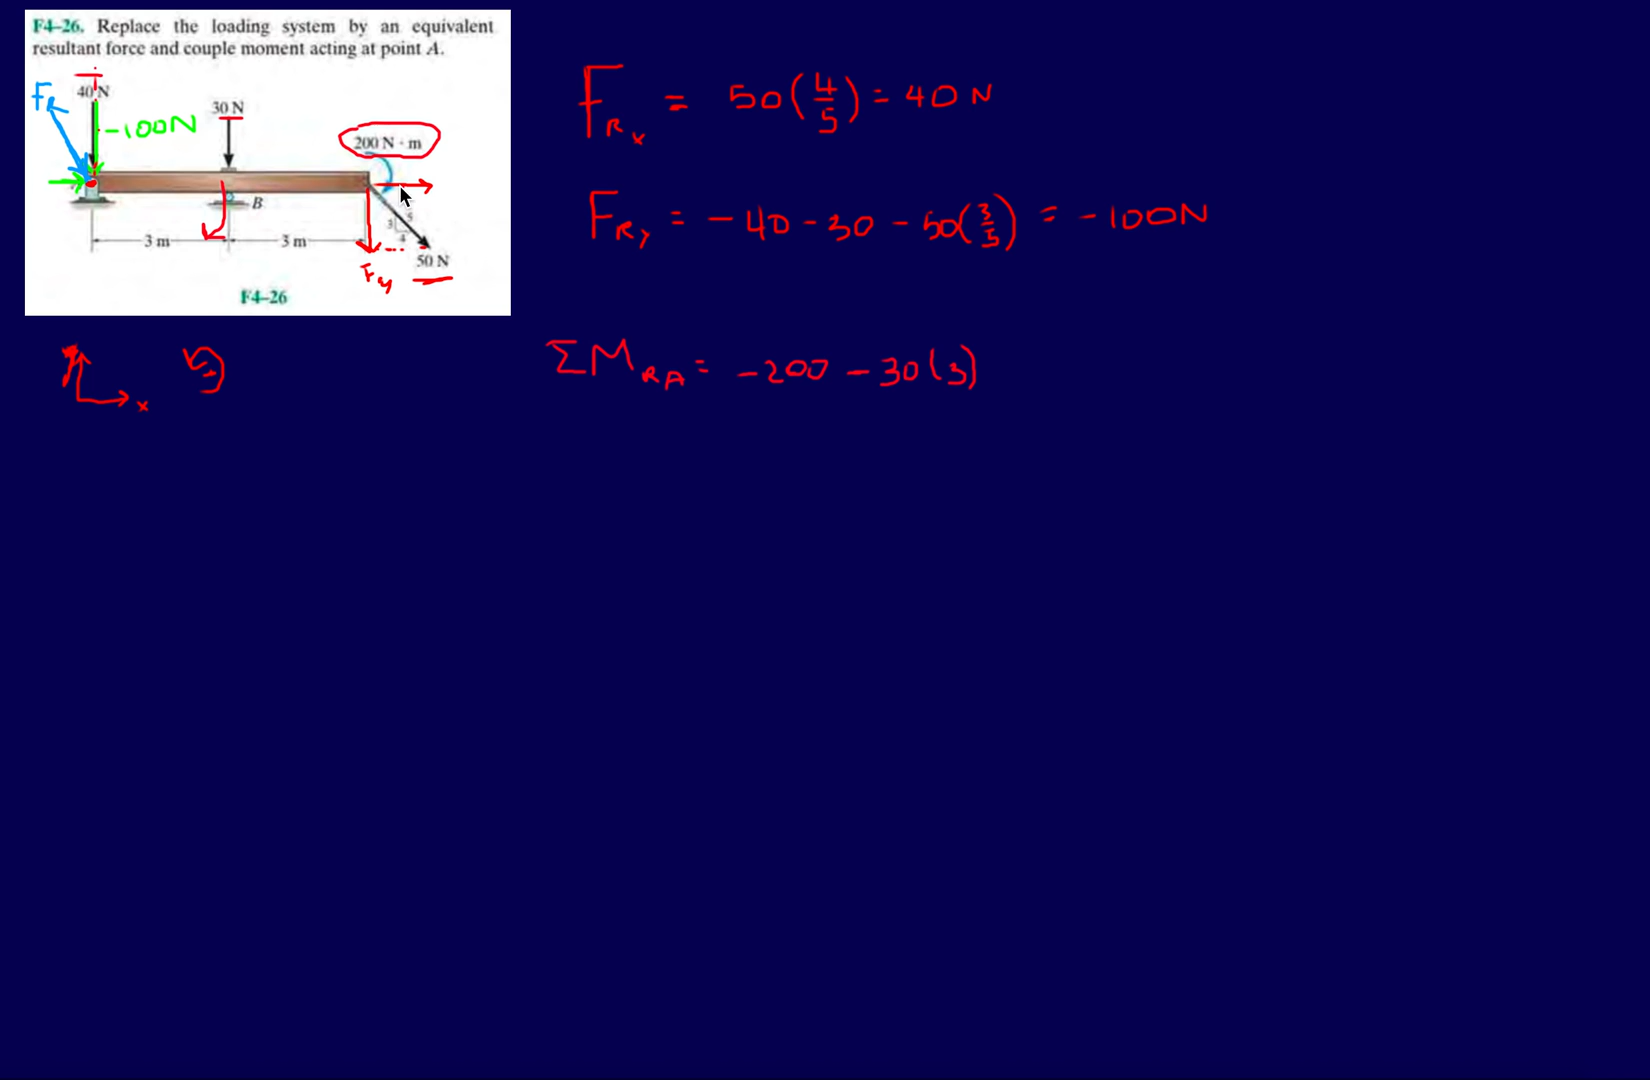 F4–26. Replace the loading system by an equivalent
resultant force and couple moment acting at point A.
FR
40 N
-100N
30 N
200 N · m
B
3 m
3 m
3
5
4
50 N
Fy
F4–26
x
FRx = 50(4/5) = 40 N
FRy = -40 -30 - 50(3/5) = -100N
ΣMRA = -200 - 30(3)